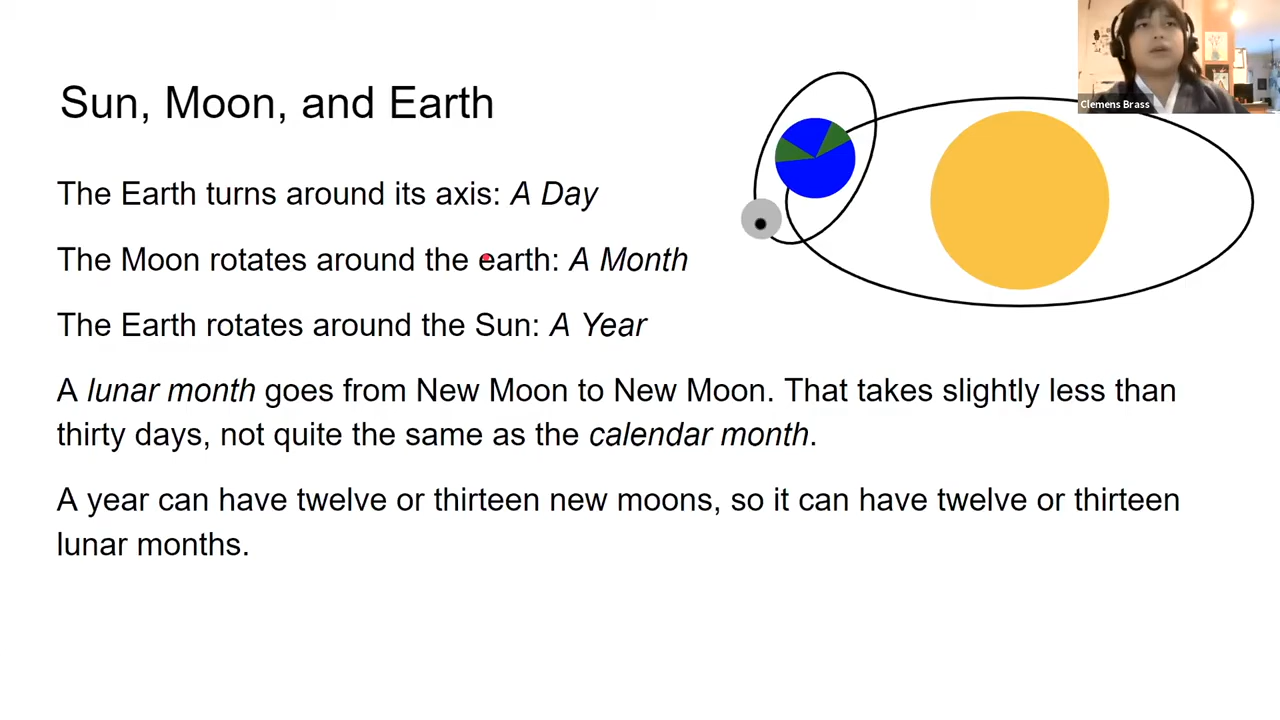 Sun, Moon, and Earth
Clemens Brass
The Earth turns around its axis: A Day
The Moon rotates around the earth: A Month
The Earth rotates around the Sun: A Year
A lunar month goes from New Moon to New Moon. That takes slightly less than
thirty days, not quite the same as the calendar month.
A year can have twelve or thirteen new moons, so it can have twelve or thirteen
lunar months.